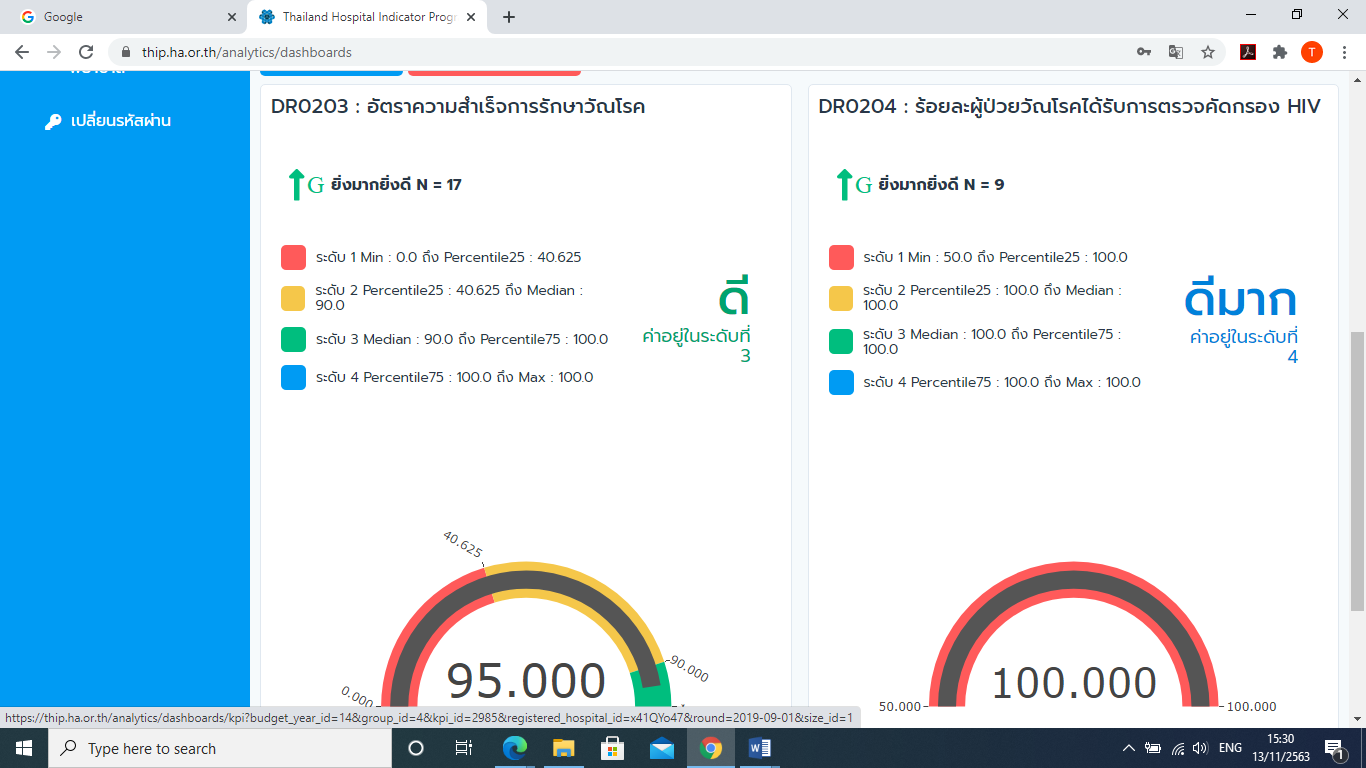 Google
Thailand Hospital Indicator Progr
thip.ha.or.th/analytics/dashboards
T
เปลี่ยนรหัสผ่าน
DR0203 : อัตราความสำเร็จการรักษาวัณโรค
G ยิ่งมากยิ่งดี N = 17
ระดับ 1 Min : 0.0 ถึง Percentile25 : 40.625
ระดับ 2 Percentile25 : 40.625 ถึง Median :
90.0
ระดับ 3 Median : 90.0 ถึง Percentile75 : 100.0
ระดับ 4 Percentile75 : 100.0 ถึง Max : 100.0
ดี
ค่าอยู่ในระดับที่
3
40.625
90.000
0.000
95.000
DR0204 : ร้อยละผู้ป่วยวัณโรคได้รับการตรวจคัดกรอง HIV
G ยิ่งมากยิ่งดี N = 9
ระดับ 1 Min : 50.0 ถึง Percentile25 : 100.0
ระดับ 2 Percentile25 : 100.0 ถึง Median :
100.0
ระดับ 3 Median : 100.0 ถึง Percentile75 :
100.0
ระดับ 4 Percentile75 : 100.0 ถึง Max : 100.0
ดีมาก
ค่าอยู่ในระดับที่
4
100.000
50.000
100.000
https://thip.ha.or.th/analytics/dashboards/kpi?budget_year_id=14&group_id=4&kpi_id=2985&registered_hospital_id=x41QYo47&round=2019-09-01&size_id=1
Type here to search
ENG
15:30
13/11/2563
1